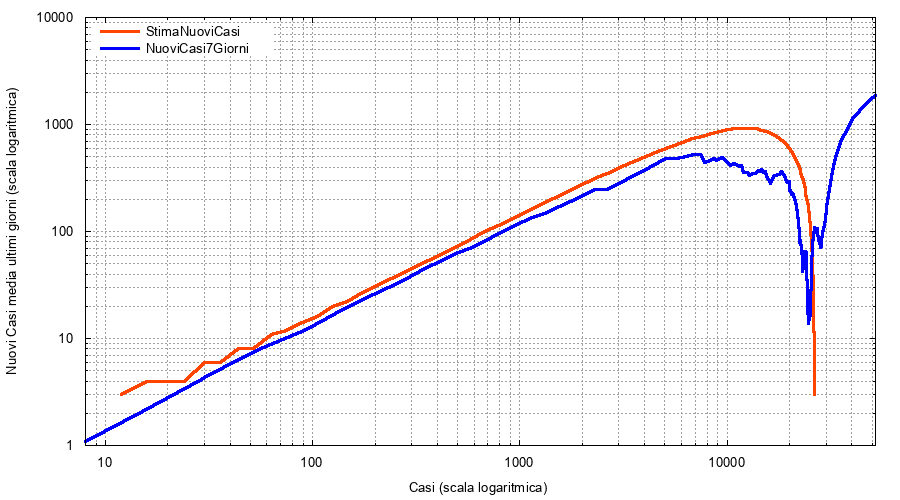 StimaNuoviCasi
NuoviCasi7Giorni
Nuovi Casi media ultimi giorni (scala logaritmica)
10000
1000
100
10
1
10 100 1000 10000
Casi (scala logaritmica)